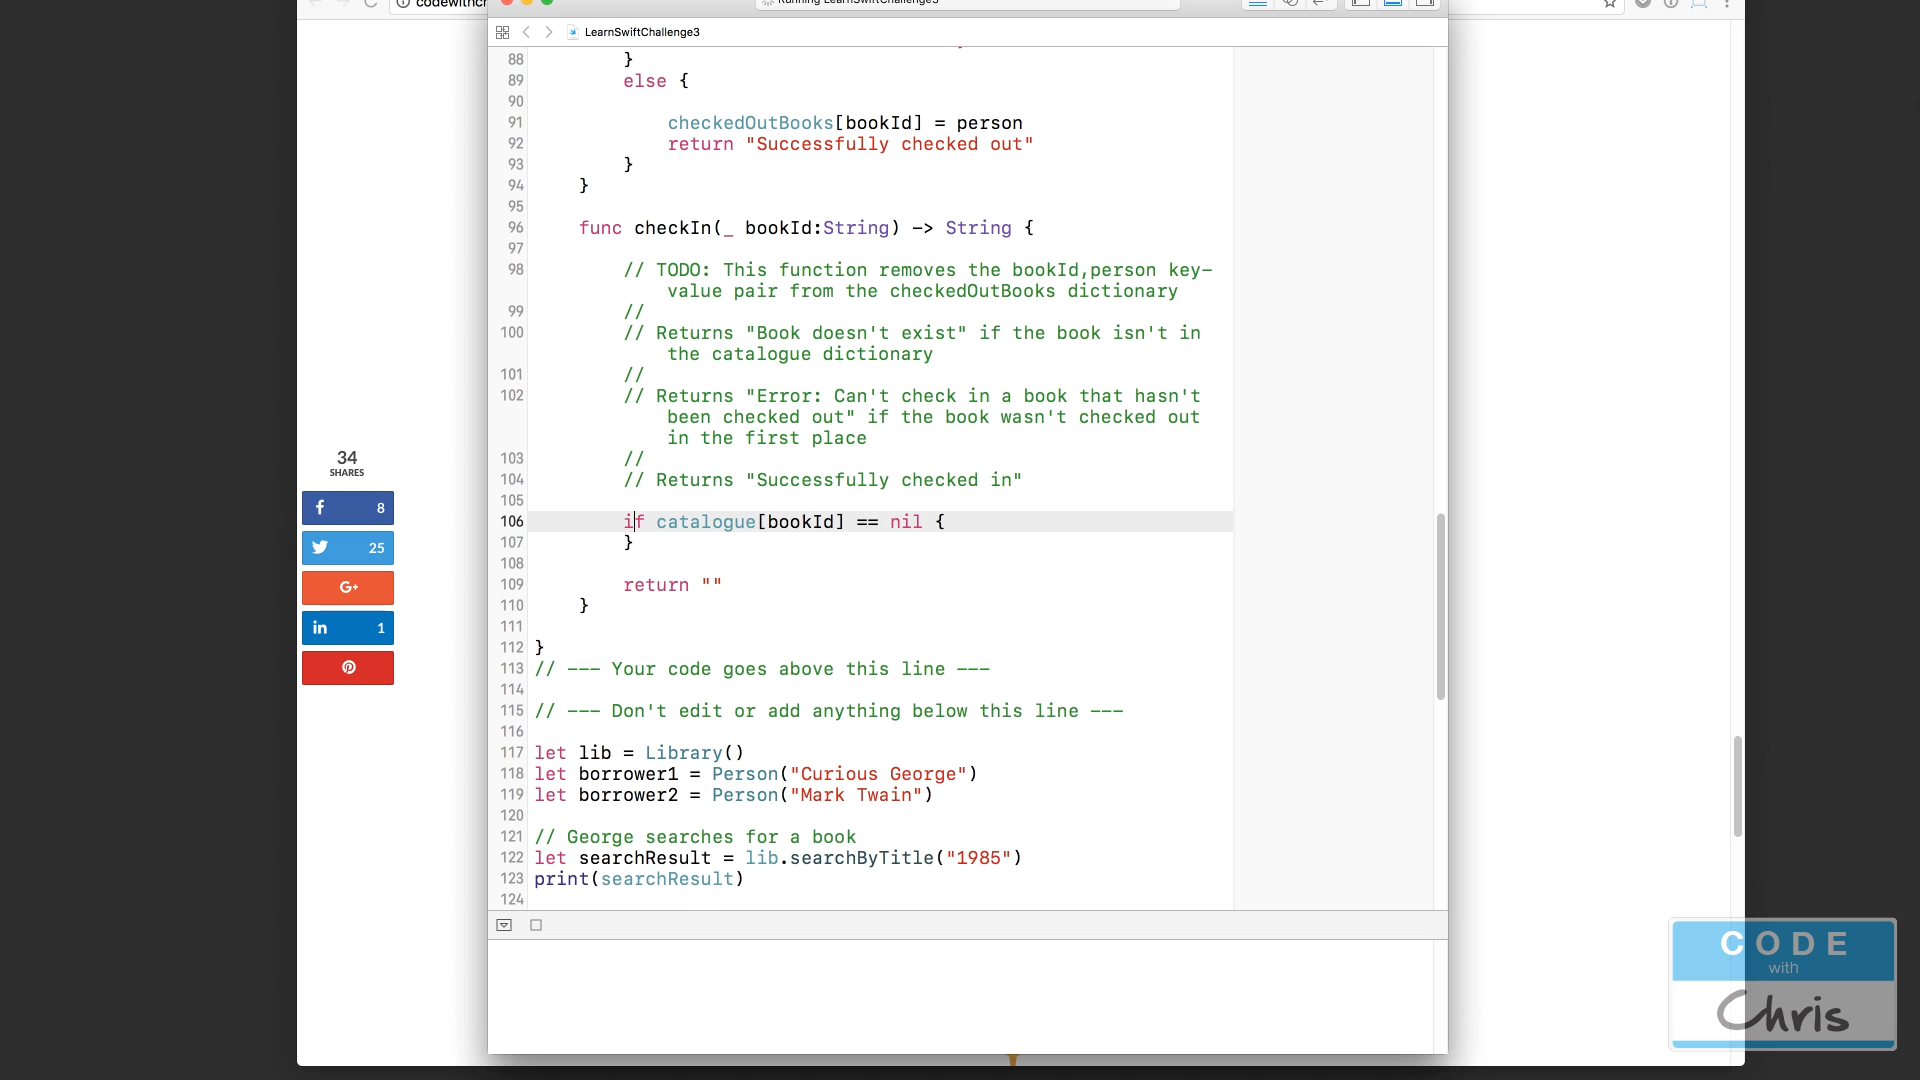 codewithch
Running LearnSwiftChallenge3
LearnSwiftChallenge3
88 }
89 else {
90
91 checkedOutBooks[bookId] = person
92 return "Successfully checked out"
93 }
94 }
95
96 func checkIn(_ bookId:String) -> String {
97
98 // TODO: This function removes the bookId,person key-
value pair from the checkedOutBooks dictionary
99 //
100 // Returns "Book doesn't exist" if the book isn't in
the catalogue dictionary
101 //
102 // Returns "Error: Can't check in a book that hasn't
been checked out" if the book wasn't checked out
in the first place
103 //
104 // Returns "Successfully checked in"
105
106 if catalogue[bookId] == nil {
107 }
108
109 return ""
110 }
111
112 }
113 // --- Your code goes above this line ---
114
115 // --- Don't edit or add anything below this line ---
116
117 let lib = Library()
118 let borrower1 = Person("Curious George")
119 let borrower2 = Person("Mark Twain")
120
121 // George searches for a book
122 let searchResult = lib.searchByTitle("1985")
123 print(searchResult)
124
34
SHARES
f 8
25
G+
in 1
CODE
with
Chris